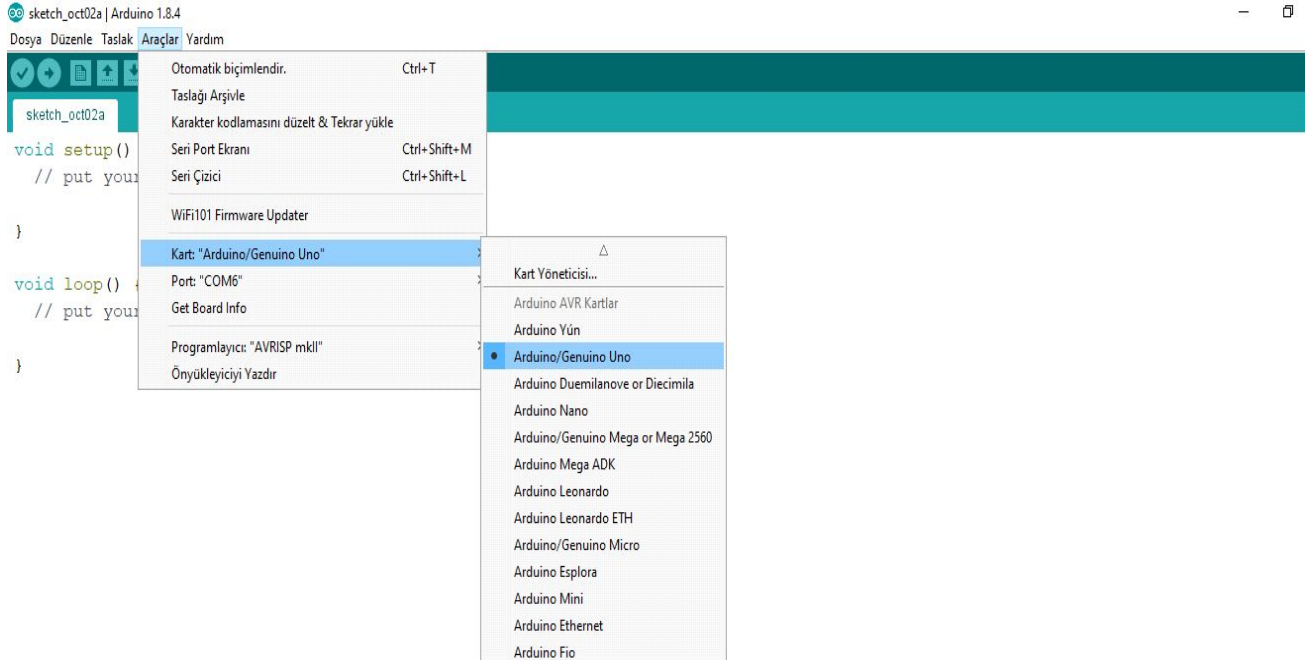 sketch_oct02a | Arduino 1.8.4
Dosya Düzenle Taslak Araçlar Yardım
sketch_oct02a
void setup()
// put your
}
void loop() {
// put your
}
Otomatik biçimlendir. Ctrl+T
Taslağı Arşivle
Karakter kodlamasını düzelt & Tekrar yükle
Seri Port Ekranı Ctrl+Shift+M
Seri Çizici Ctrl+Shift+L
WiFi101 Firmware Updater
Kart: "Arduino/Genuino Uno"
Port: "COM6"
Get Board Info
Programlayıcı: "AVRISP mkII"
Önyükleyiciyi Yazdır
Kart Yöneticisi...
Arduino AVR Kartlar
Arduino Yún
Arduino/Genuino Uno
Arduino Duemilanove or Diecimila
Arduino Nano
Arduino/Genuino Mega or Mega 2560
Arduino Mega ADK
Arduino Leonardo
Arduino Leonardo ETH
Arduino/Genuino Micro
Arduino Esplora
Arduino Mini
Arduino Ethernet
Arduino Fio